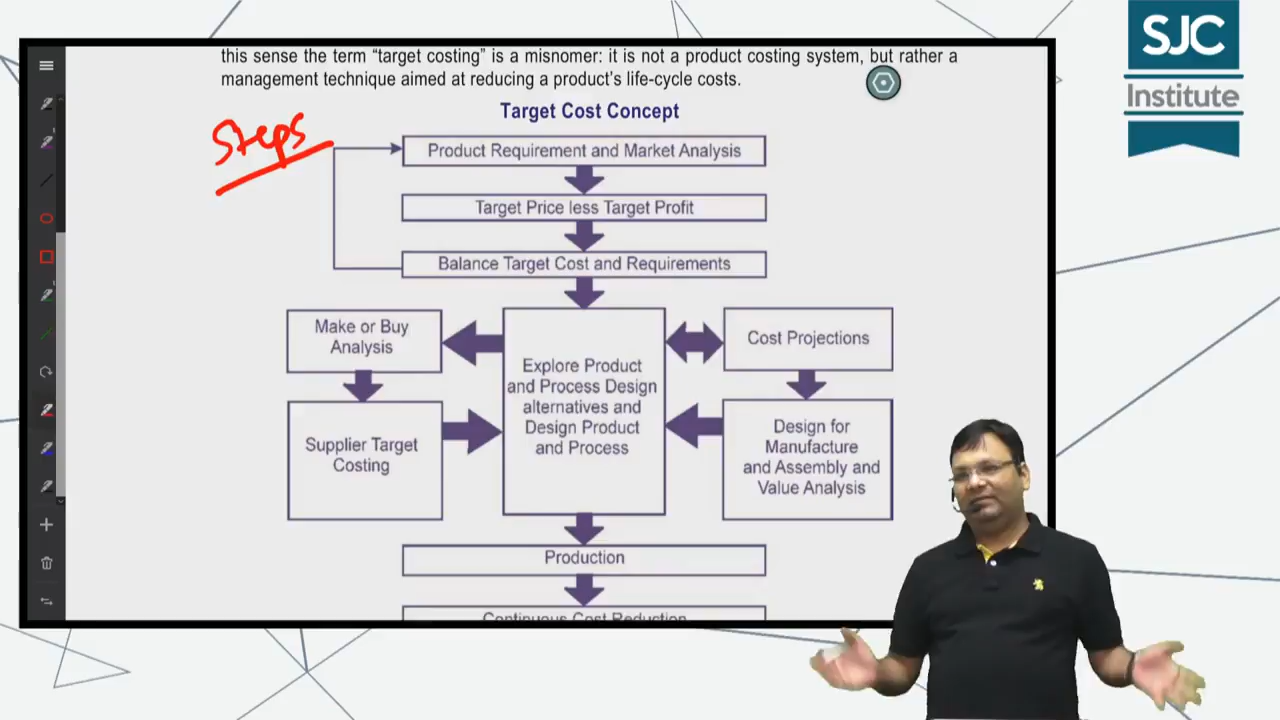 this sense the term “target costing” is a misnomer: it is not a product costing system, but rather a
management technique aimed at reducing a product's life-cycle costs.
Target Cost Concept
Steps
Product Requirement and Market Analysis
Target Price less Target Profit
Balance Target Cost and Requirements
Make or Buy
Analysis
Supplier Target
Costing
Explore Product
and Process Design
alternatives and
Design Product
and Process
Cost Projections
Design for
Manufacture
and Assembly and
Value Analysis
Production
Continuous Cost Reduction
SJC
Institute